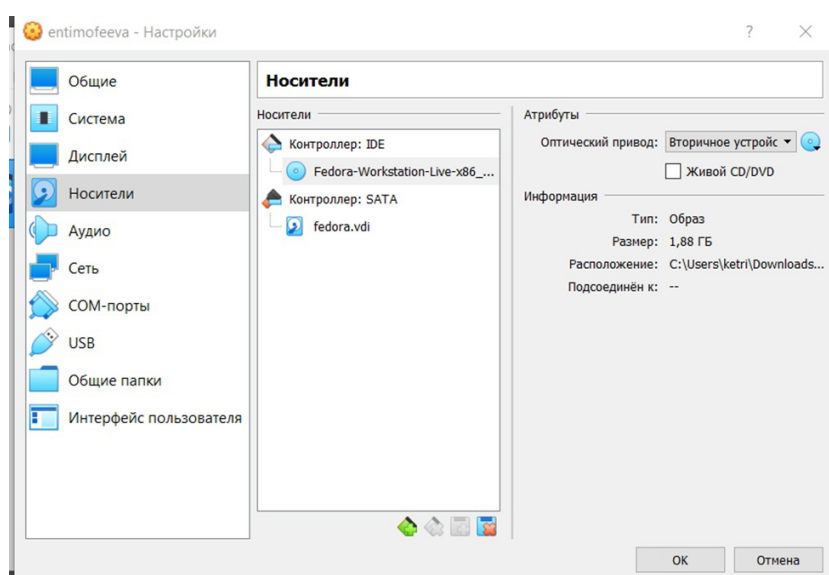 entimofeeva - Настройки
Общие
Система
Дисплей
Носители
Аудио
Сеть
COM-порты
USB
Общие папки
Интерфейс пользователя
Носители
Носители
Контроллер: IDE
Fedora-Workstation-Live-x86_...
Контроллер: SATA
fedora.vdi
Атрибуты
Оптический привод: Вторичное устройс
Живой CD/DVD
Информация
Тип: Образ
Размер: 1,88 ГБ
Расположение: C:\Users\ketri\Downloads...
Подсоединён к: --
OK Отмена